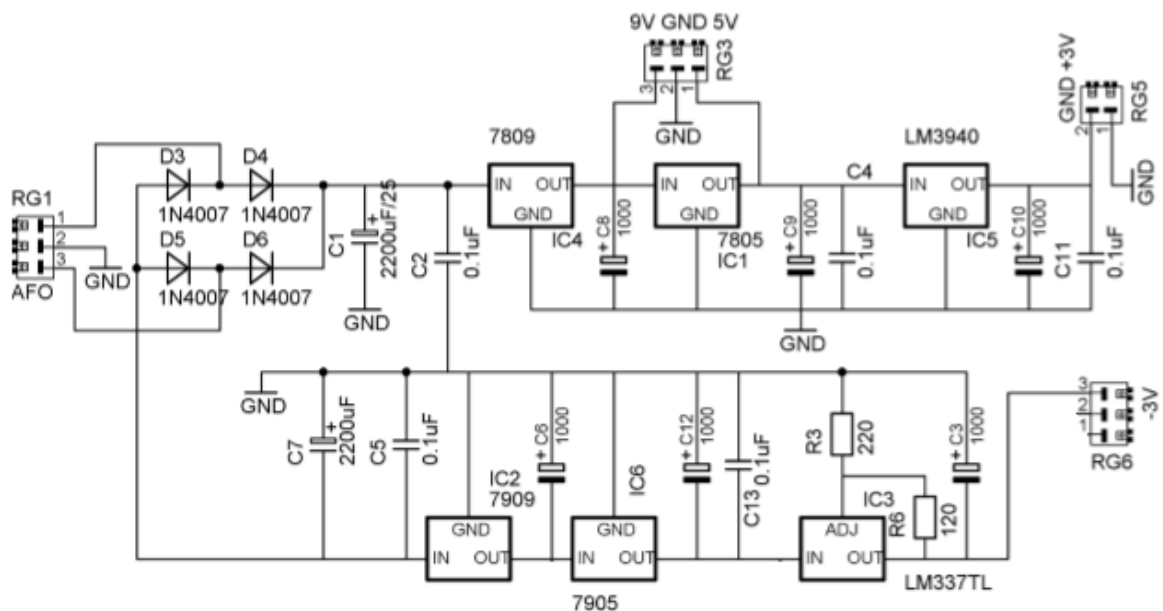 9V GND 5V
RG3
3
2
1
GND
GND +3V
RG5
2
1
GND
7809
IN OUT
GND
IC4
C8
1000
IN OUT
GND
7805
IC1
C9
1000
C4
0.1uF
LM3940
IN OUT
GND
IC5
C10
1000
C11
0.1uF
GND
RG1
1
2
3
AFO
GND
D3
1N4007
D4
1N4007
D5
1N4007
D6
1N4007
C1
2200uF/25
GND
C2
0.1uF
GND
C7
2200uF
C5
0.1uF
IC2
7909
GND
IN OUT
C6
1000
IC6
GND
IN OUT
7905
C12
1000
C13
0.1uF
R3
220
IC3
ADJ
IN OUT
LM337TL
R6
120
C3
1000
3
2
1
-3V
RG6